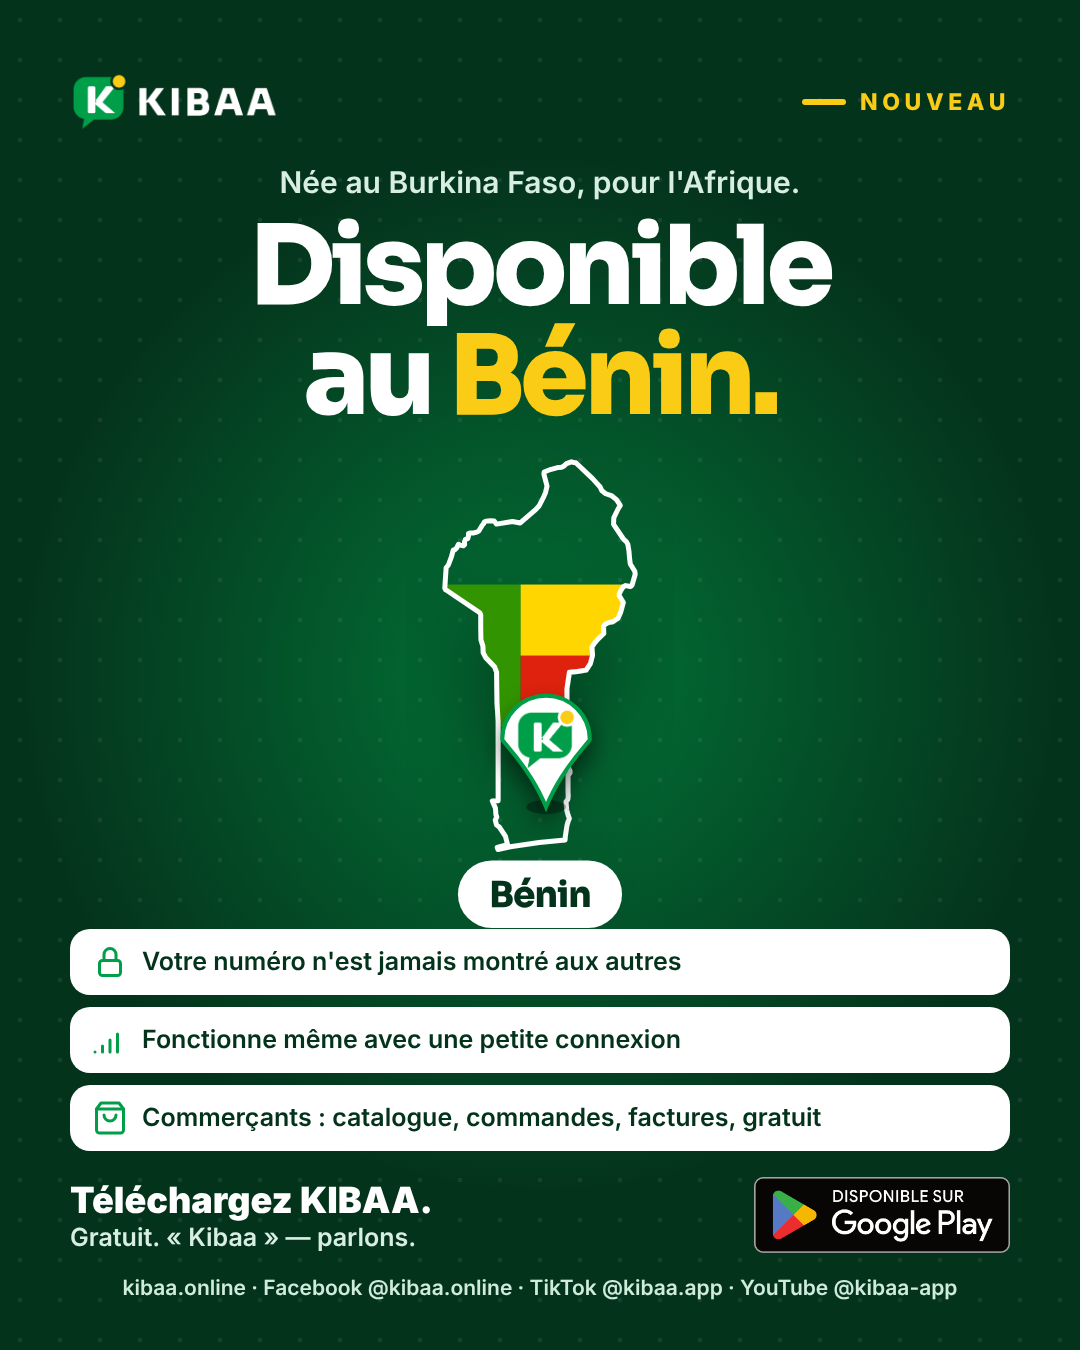 KIBAA
NOUVEAU
Née au Burkina Faso, pour l'Afrique.
Disponible
au Bénin.
K
Bénin
Votre numéro n'est jamais montré aux autres
Fonctionne même avec une petite connexion
Commerçants : catalogue, commandes, factures, gratuit
Téléchargez KIBAA.
Gratuit. « Kibaa » — parlons.
DISPONIBLE SUR
Google Play
kibaa.online · Facebook @kibaa.online · TikTok @kibaa.app · YouTube @kibaa-app